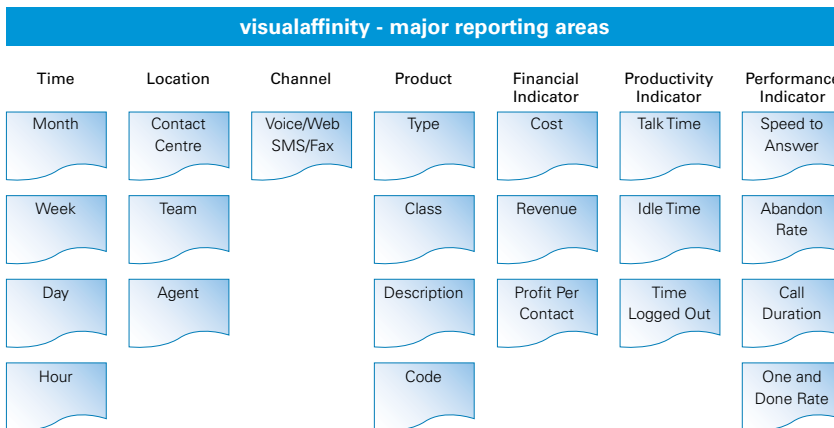 visualaffinity - major reporting areas
Time
Location
Channel
Product
Financial
Indicator
Productivity
Indicator
Performance
Indicator
Month
Contact
Centre
Voice/Web
SMS/Fax
Type
Cost
Talk Time
Speed to
Answer
Week
Team
Class
Revenue
Idle Time
Abandon
Rate
Day
Agent
Description
Profit Per
Contact
Time
Logged Out
Call
Duration
Hour
Code
One and
Done Rate